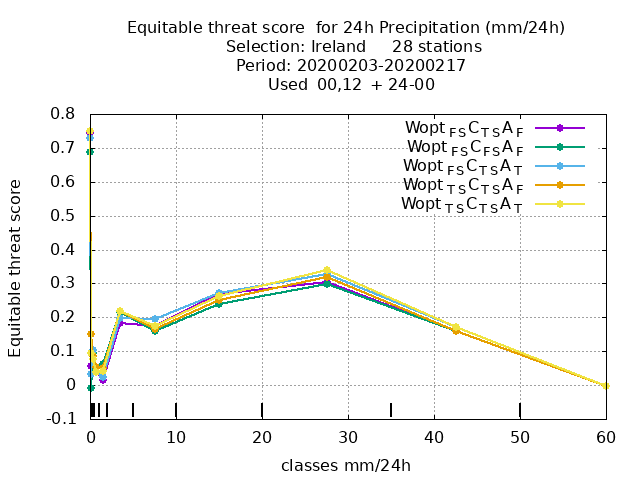 Equitable threat score  for 24h Precipitation (mm/24h)
Selection: Ireland     28 stations
Period: 20200203-20200217
Used  00,12  + 24-00
Wopt FS C TS A F
Wopt FS C FS A F
Wopt FS C TS A T
Wopt TS C TS A F
Wopt TS C TS A T
0.8
0.7
0.6
0.5
0.4
0.3
0.2
0.1
0
-0.1
Equitable threat score
0 10 20 30 40 50 60
classes mm/24h